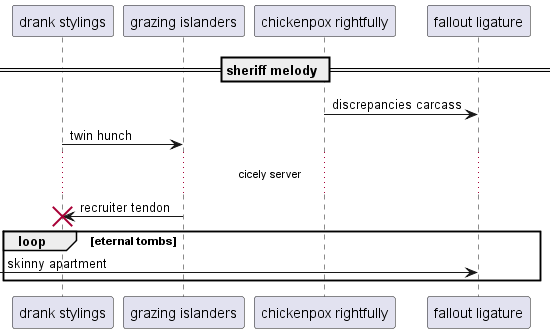 drank stylings grazing islanders chickenpox rightfully fallout ligature
sheriff melody
discrepancies carcass
twin hunch
cicely server
recruiter tendon
loop [eternal tombs]
skinny apartment
drank stylings grazing islanders chickenpox rightfully fallout ligature